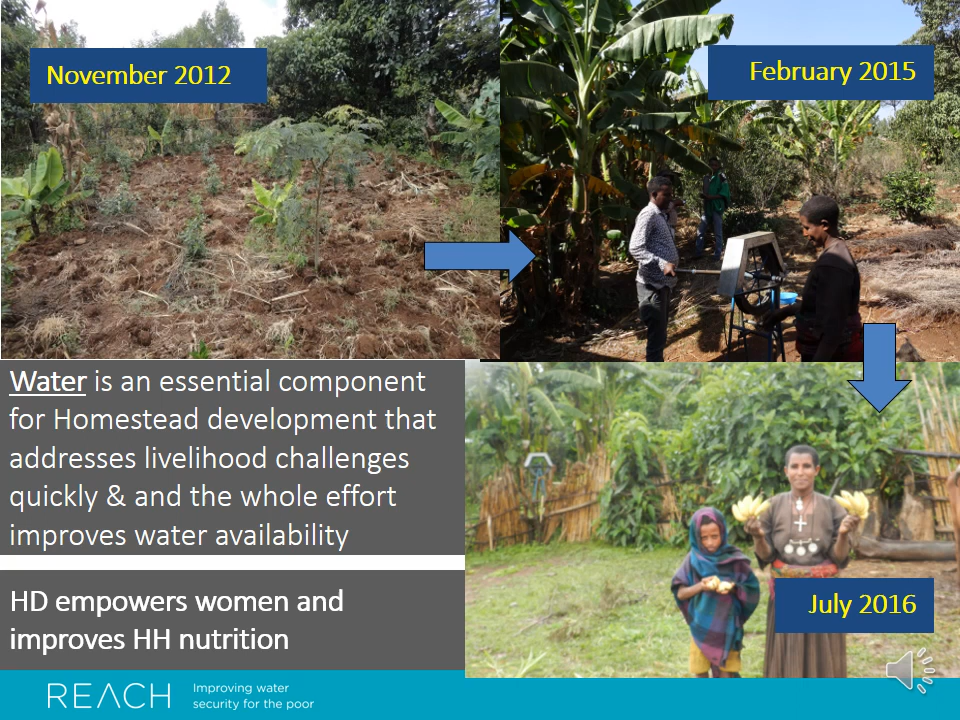 November 2012
February 2015
Water is an essential component
for Homestead development that
addresses livelihood challenges
quickly & and the whole effort
improves water availability
HD empowers women and
improves HH nutrition
July 2016
REACH
Improving water
security for the poor